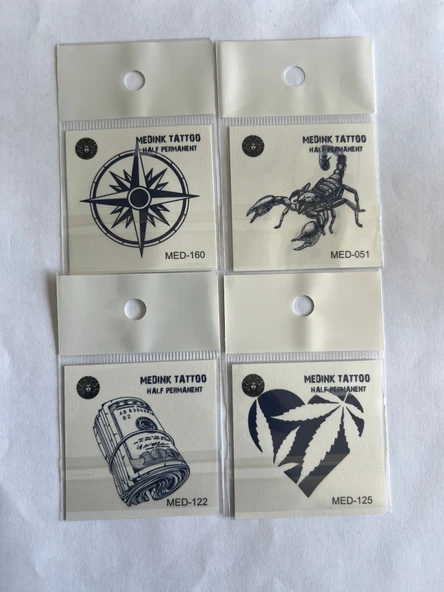 MEDINK TATTOO
HALF PERMANENT
MED-160
MEDINK TATTOO
HALF PERMANENT
MED-051
MEDINK TATTOO
HALF PERMANENT
MED-122
MEDINK TATTOO
HALF PERMANENT
MED-125